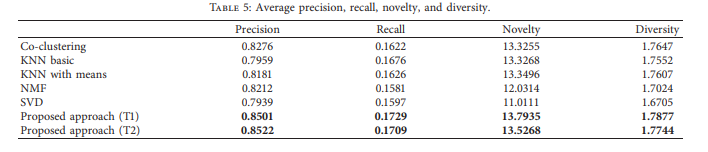 TABLE 5: Average precision, recall, novelty, and diversity.
Precision Recall Novelty Diversity
Co-clustering 0.8276 0.1622 13.3255 1.7647
KNN basic 0.7959 0.1676 13.3268 1.7552
KNN with means 0.8181 0.1626 13.3496 1.7607
NMF 0.8212 0.1581 12.0314 1.7024
SVD 0.7939 0.1597 11.0111 1.6705
Proposed approach (T1) 0.8501 0.1729 13.7935 1.7877
Proposed approach (T2) 0.8522 0.1709 13.5268 1.7744